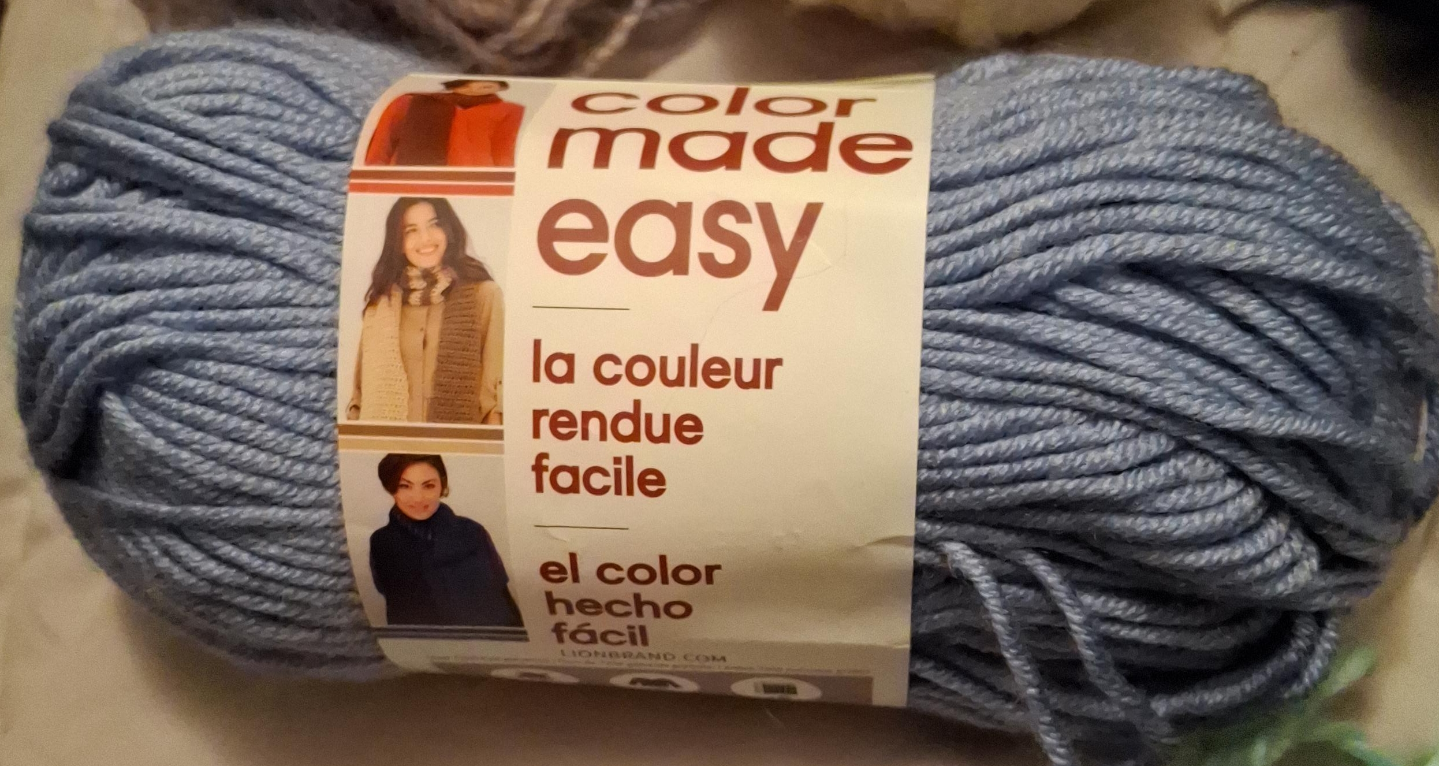 color
made
easy
la couleur
rendue
facile
el color
hecho
fácil
LIONBRAND.COM